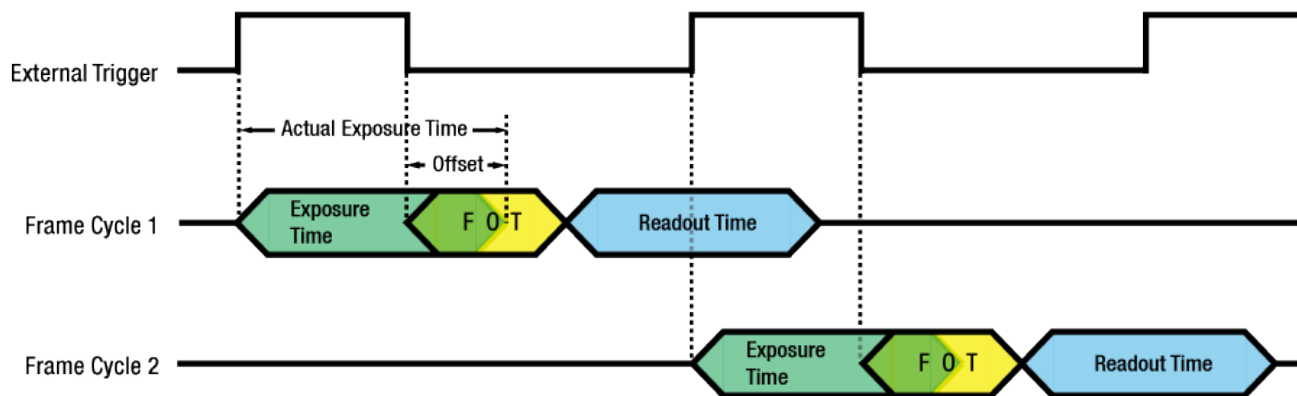 External Trigger
Actual Exposure Time
Offset
Frame Cycle 1
Exposure
Time
F O T
Readout Time
Frame Cycle 2
Exposure
Time
F O T
Readout Time